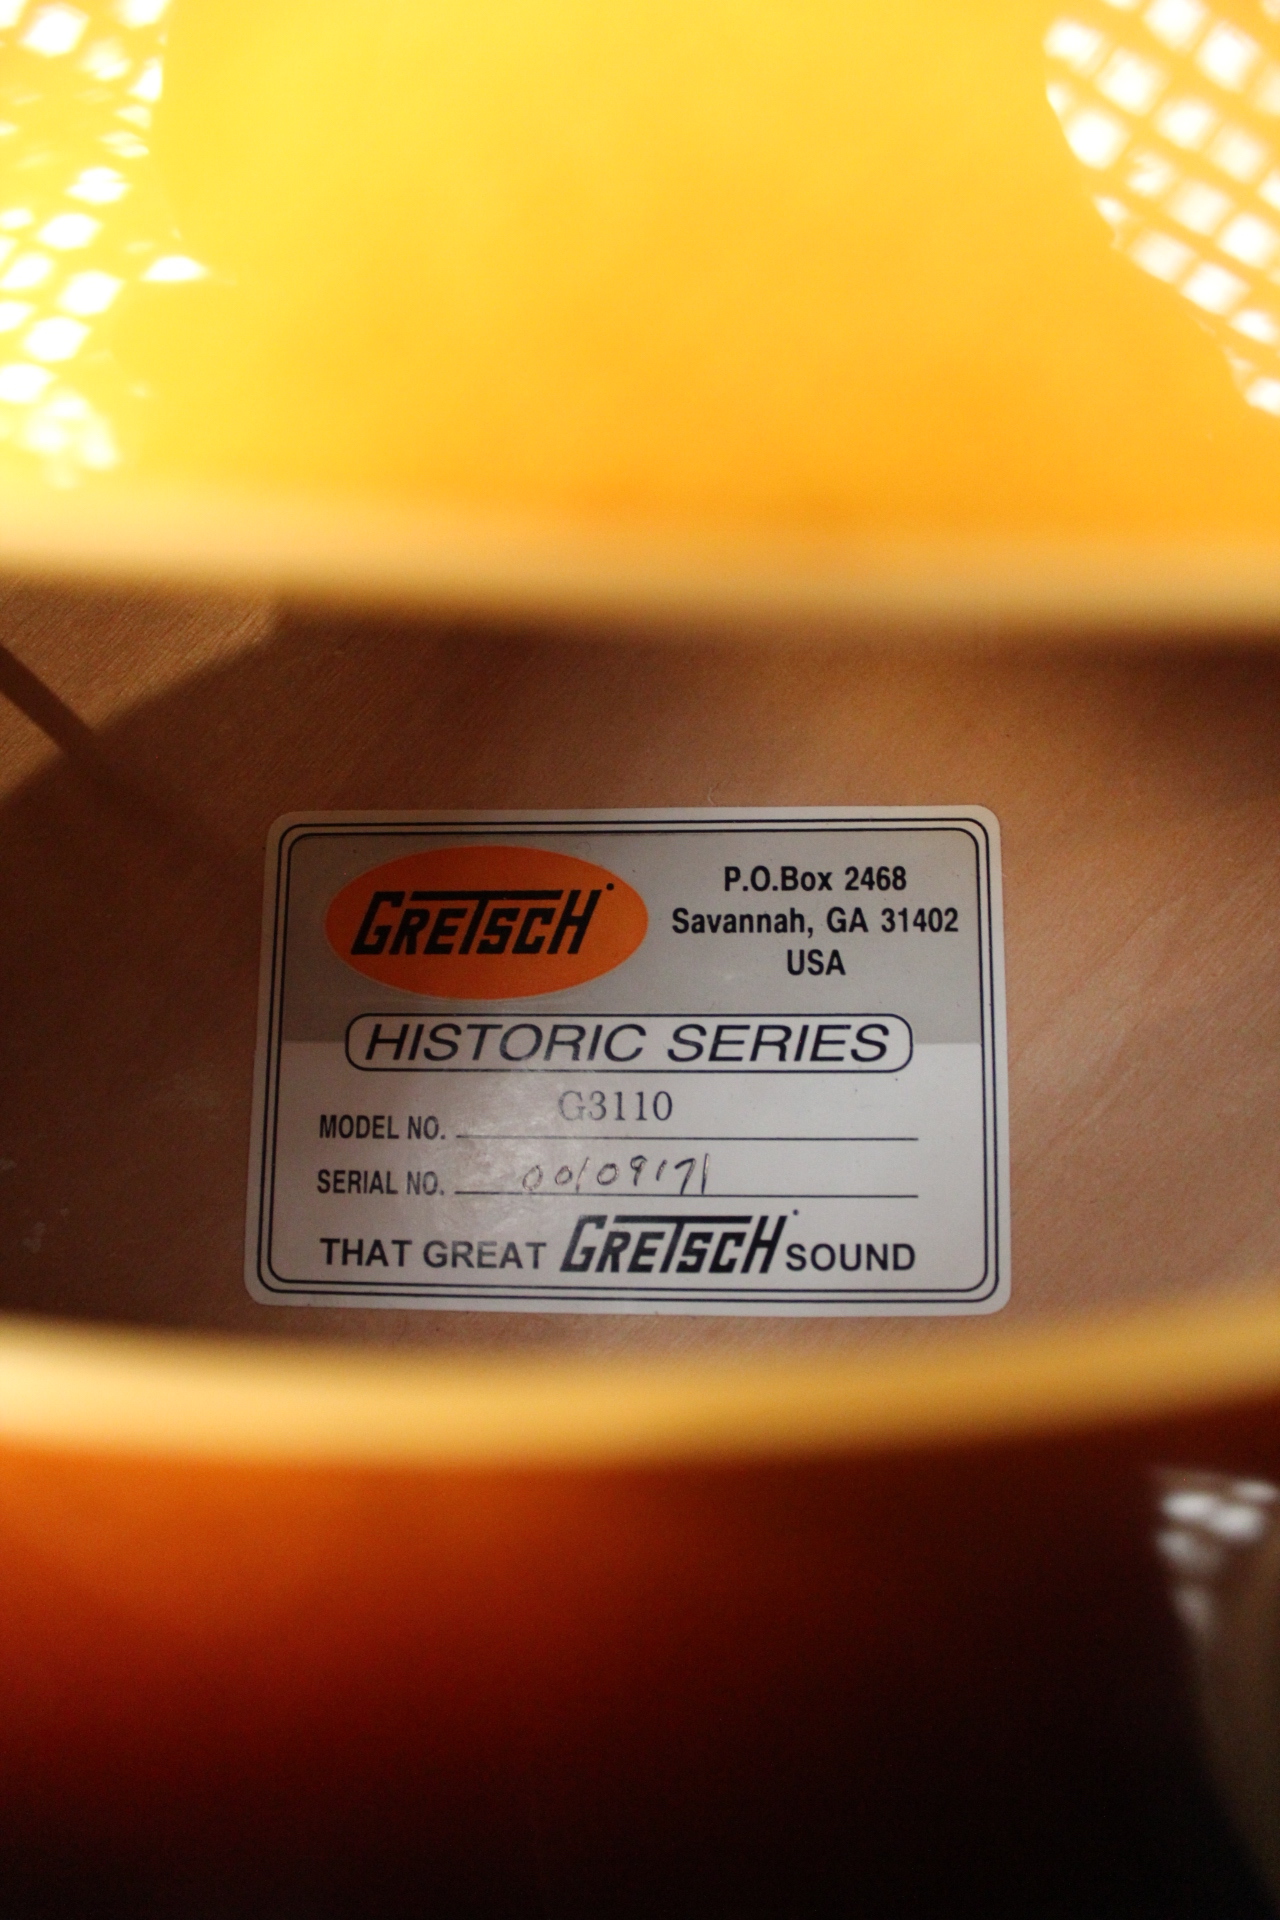 GRETSCH
P.O.Box 2468
Savannah, GA 31402
USA
HISTORIC SERIES
MODEL NO. G3110
SERIAL NO. 00109171
THAT GREAT GRETSCH SOUND